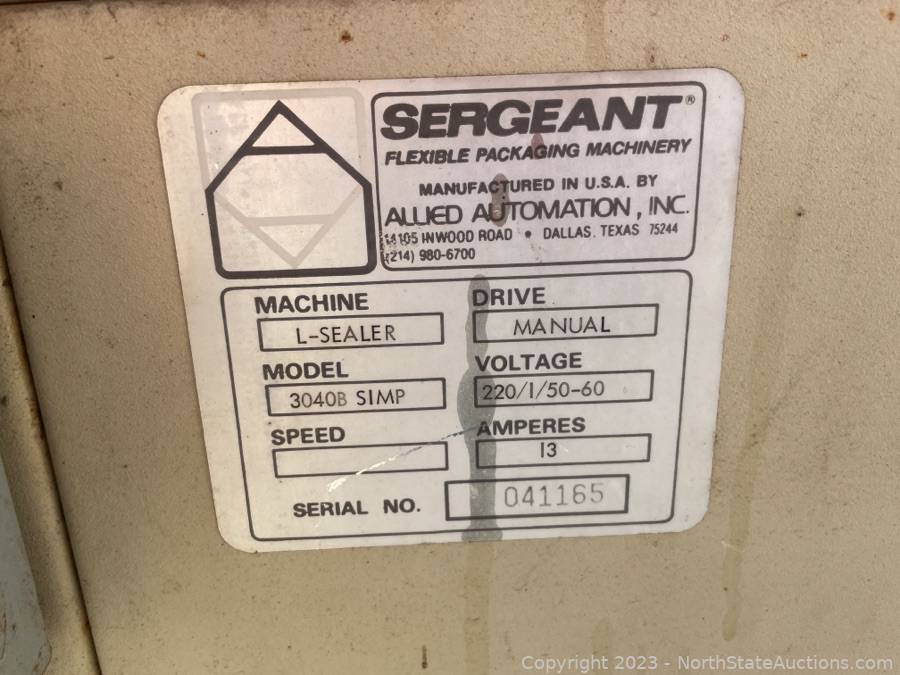 SERGEANT®
FLEXIBLE PACKAGING MACHINERY
MANUFACTURED IN U.S.A. BY
ALLIED AUTOMATION, INC.
14105 INWOOD ROAD • DALLAS, TEXAS 75244
(214) 980-6700
MACHINE
L-SEALER
DRIVE
MANUAL
MODEL
3040B SIMP
VOLTAGE
220/1/50-60
SPEED
AMPERES
13
SERIAL NO. 041165
Copyright © 2023 - NorthStateAuctions.com